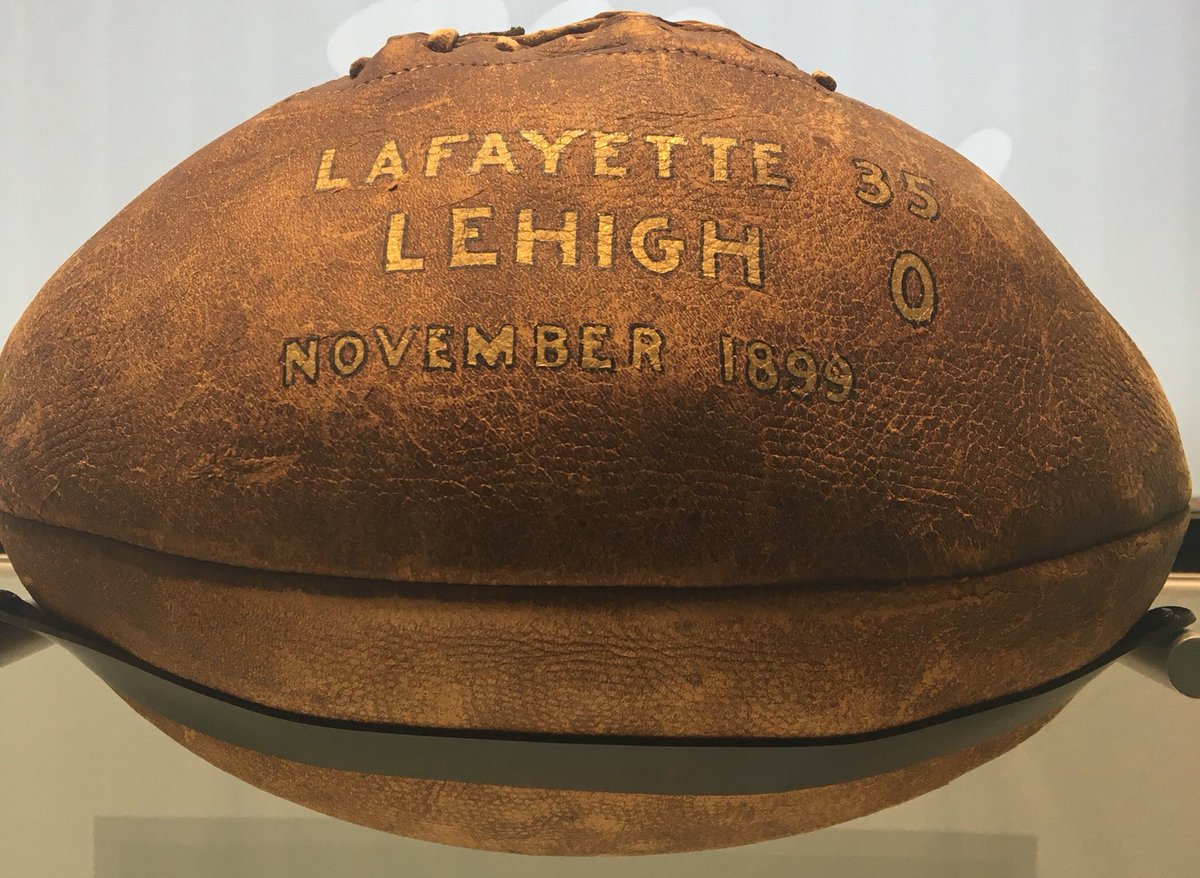 LAFAYETTE 35
LEHIGH 0
NOVEMBER 1899